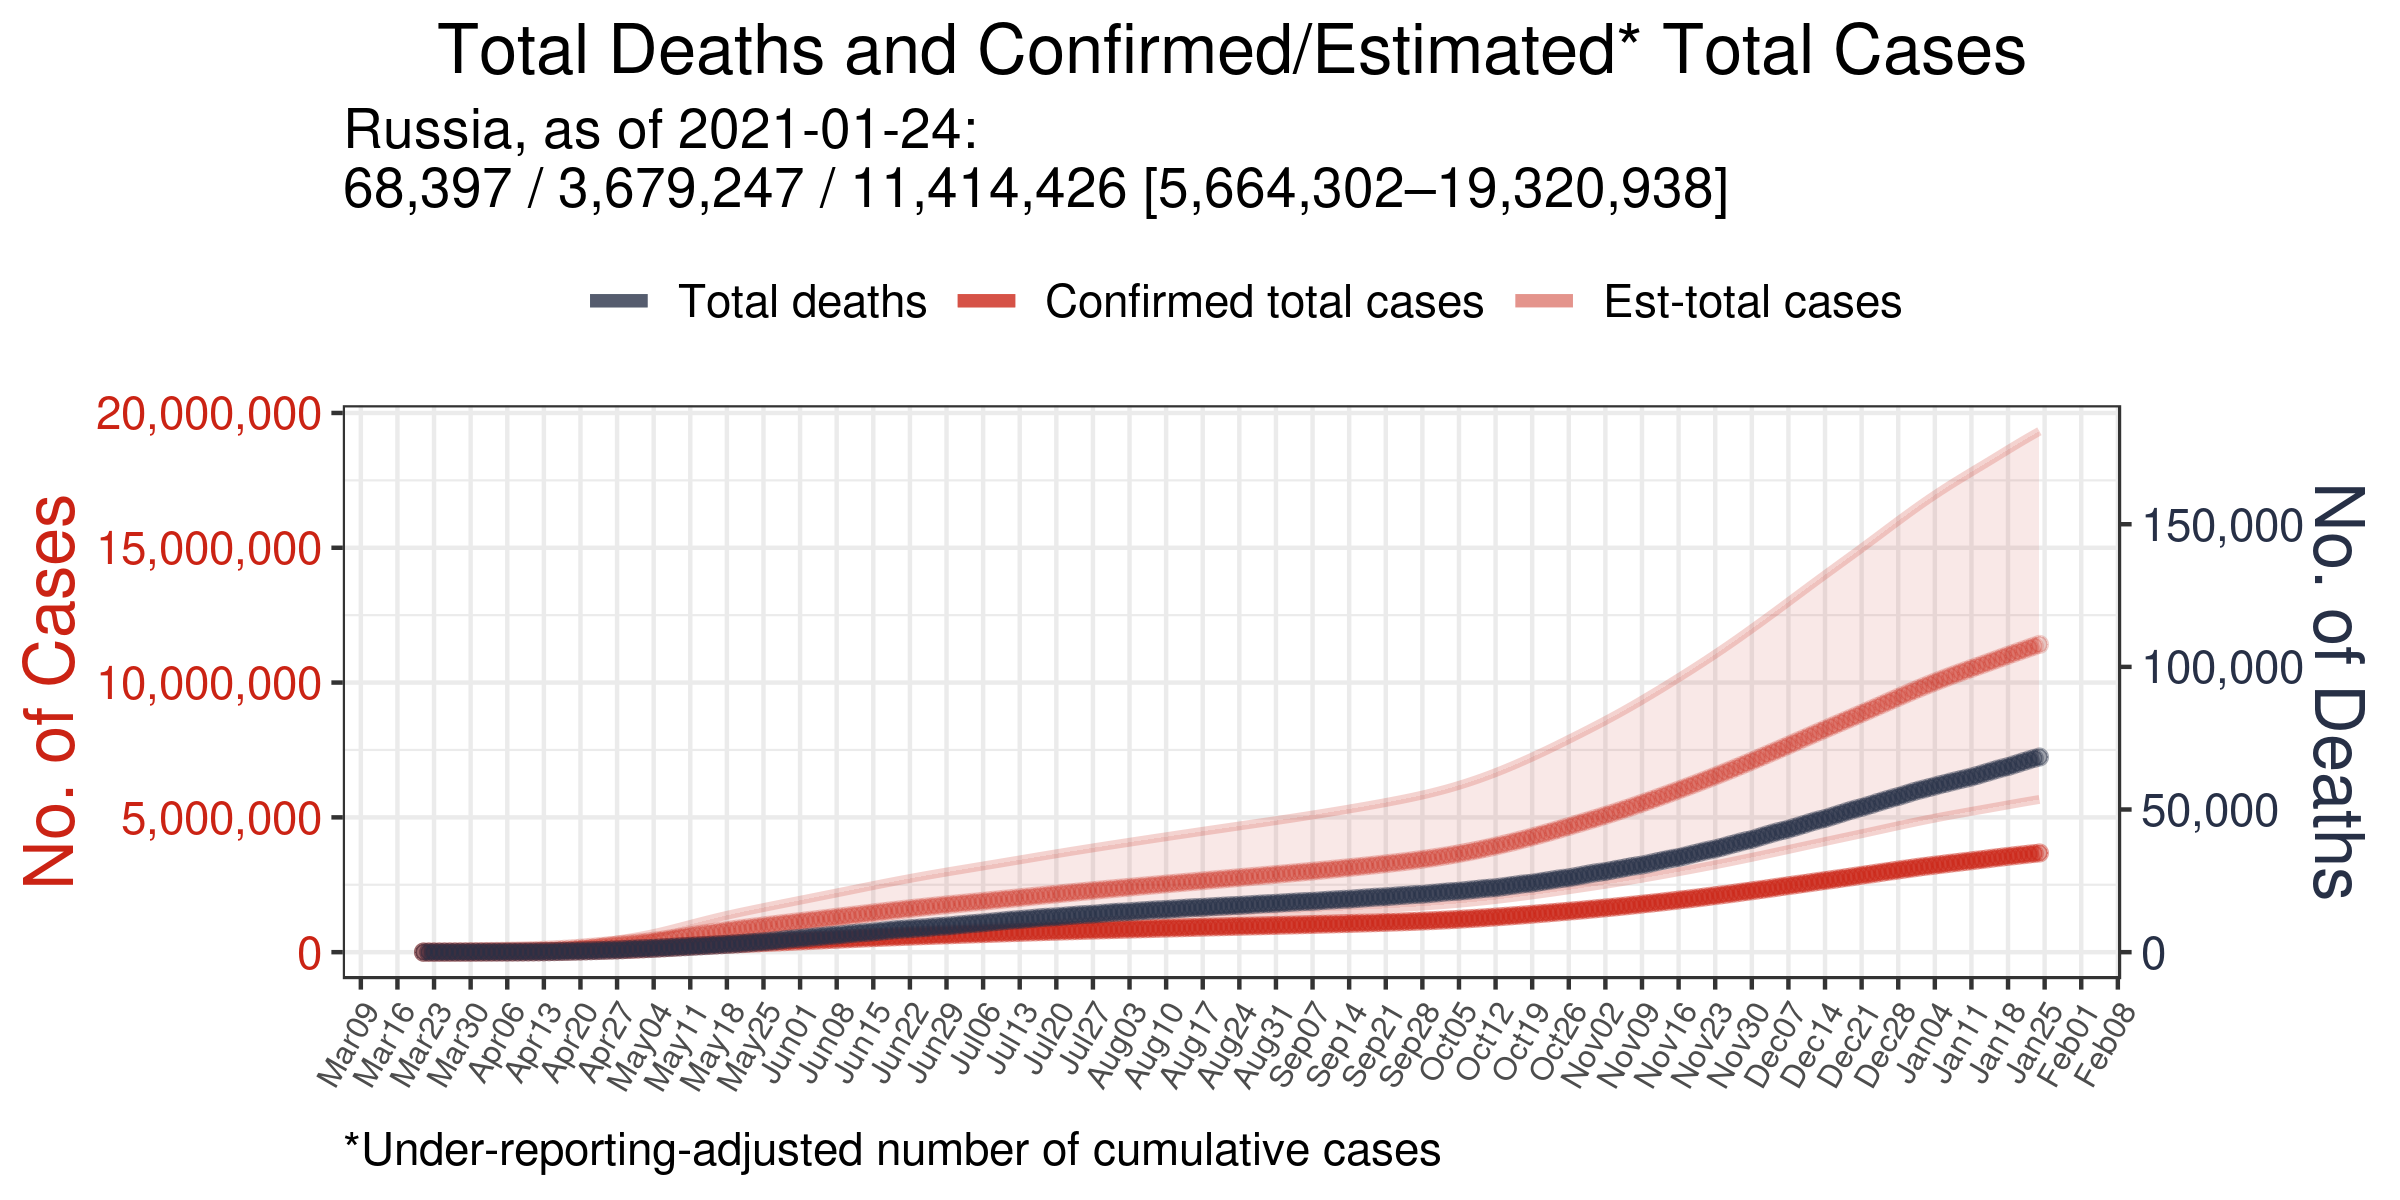 Total Deaths and Confirmed/Estimated* Total Cases
Russia, as of 2021-01-24:
68,397 / 3,679,247 / 11,414,426 [5,664,302–19,320,938]
Total deaths
Confirmed total cases
Est-total cases
No. of Cases
20,000,000
15,000,000
10,000,000
5,000,000
0
150,000
100,000
50,000
0
No. of Deaths
Mar09
Mar16
Mar23
Mar30
Apr06
Apr13
Apr20
Apr27
May04
May11
May18
May25
Jun01
Jun08
Jun15
Jun22
Jun29
Jul06
Jul13
Jul20
Jul27
Aug03
Aug10
Aug17
Aug24
Aug31
Sep07
Sep14
Sep21
Sep28
Oct05
Oct12
Oct19
Oct26
Nov02
Nov09
Nov16
Nov23
Nov30
Dec07
Dec14
Dec21
Dec28
Jan04
Jan11
Jan18
Jan25
Feb01
Feb08
*Under-reporting-adjusted number of cumulative cases